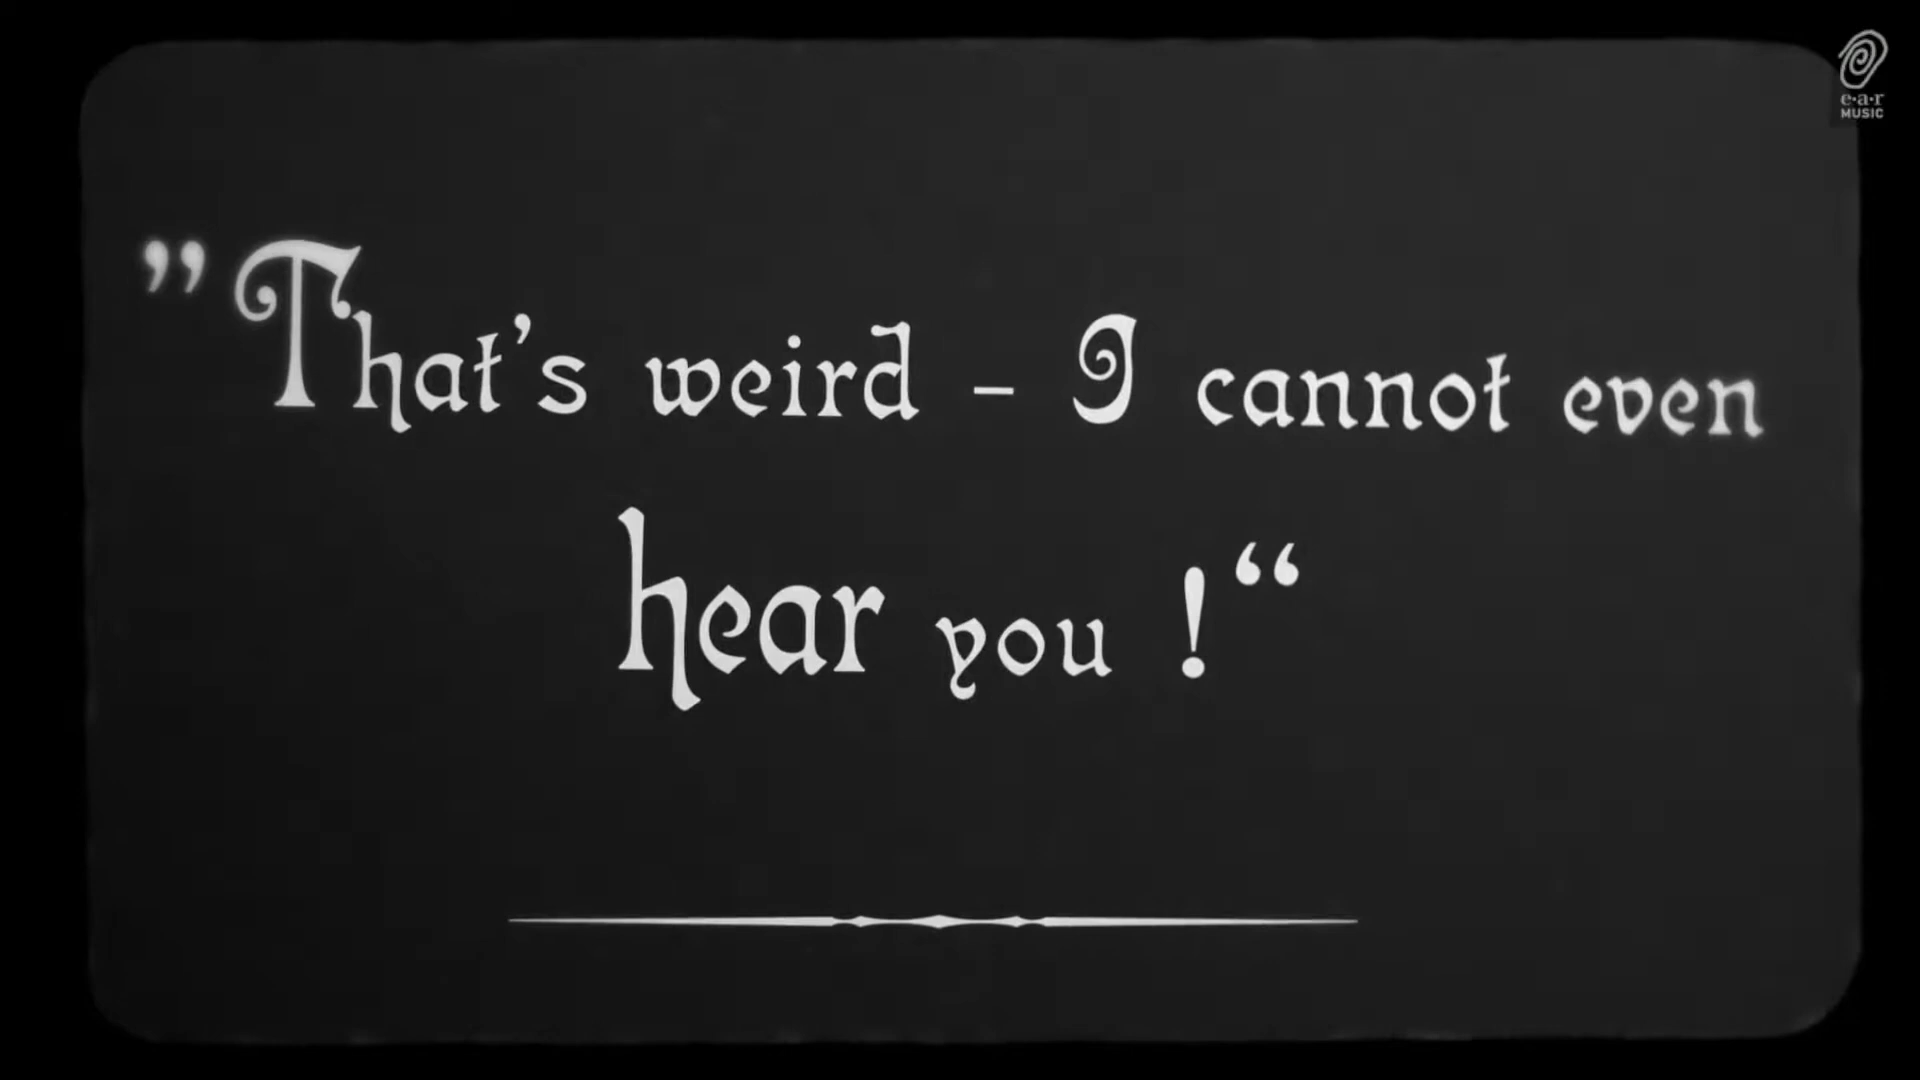 e·a·r
MUSIC
”That’s weird – I cannot even
hear you !“